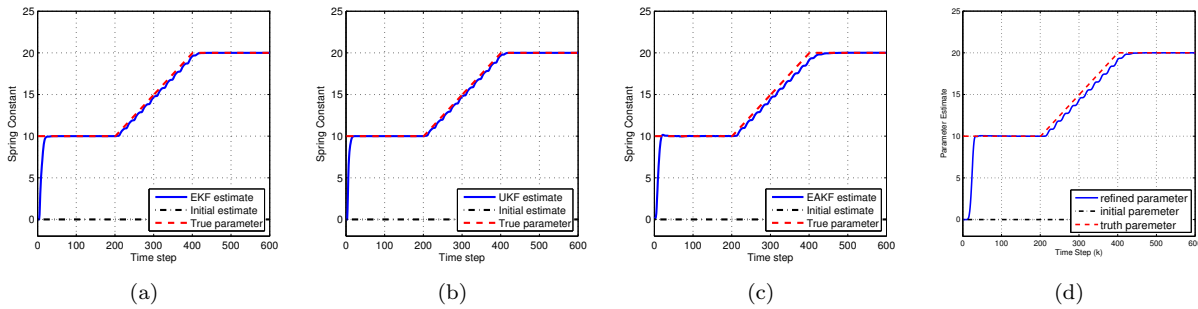 25
20
15
10
5
0
Spring Constant
EKF estimate
Initial estimate
True parameter
0 100 200 300 400 500 600
Time step
(a)
25
20
15
10
5
0
Spring Constant
UKF estimate
Initial estimate
True parameter
0 100 200 300 400 500 600
Time step
(b)
25
20
15
10
5
0
Spring Constant
EAKF estimate
Initial estimate
True parameter
0 100 200 300 400 500 600
Time step
(c)
25
20
15
10
5
0
Parameter Estimate
refined parameter
initial paremeter
truth paremeter
0 100 200 300 400 500 600
Time Step (k)
(d)